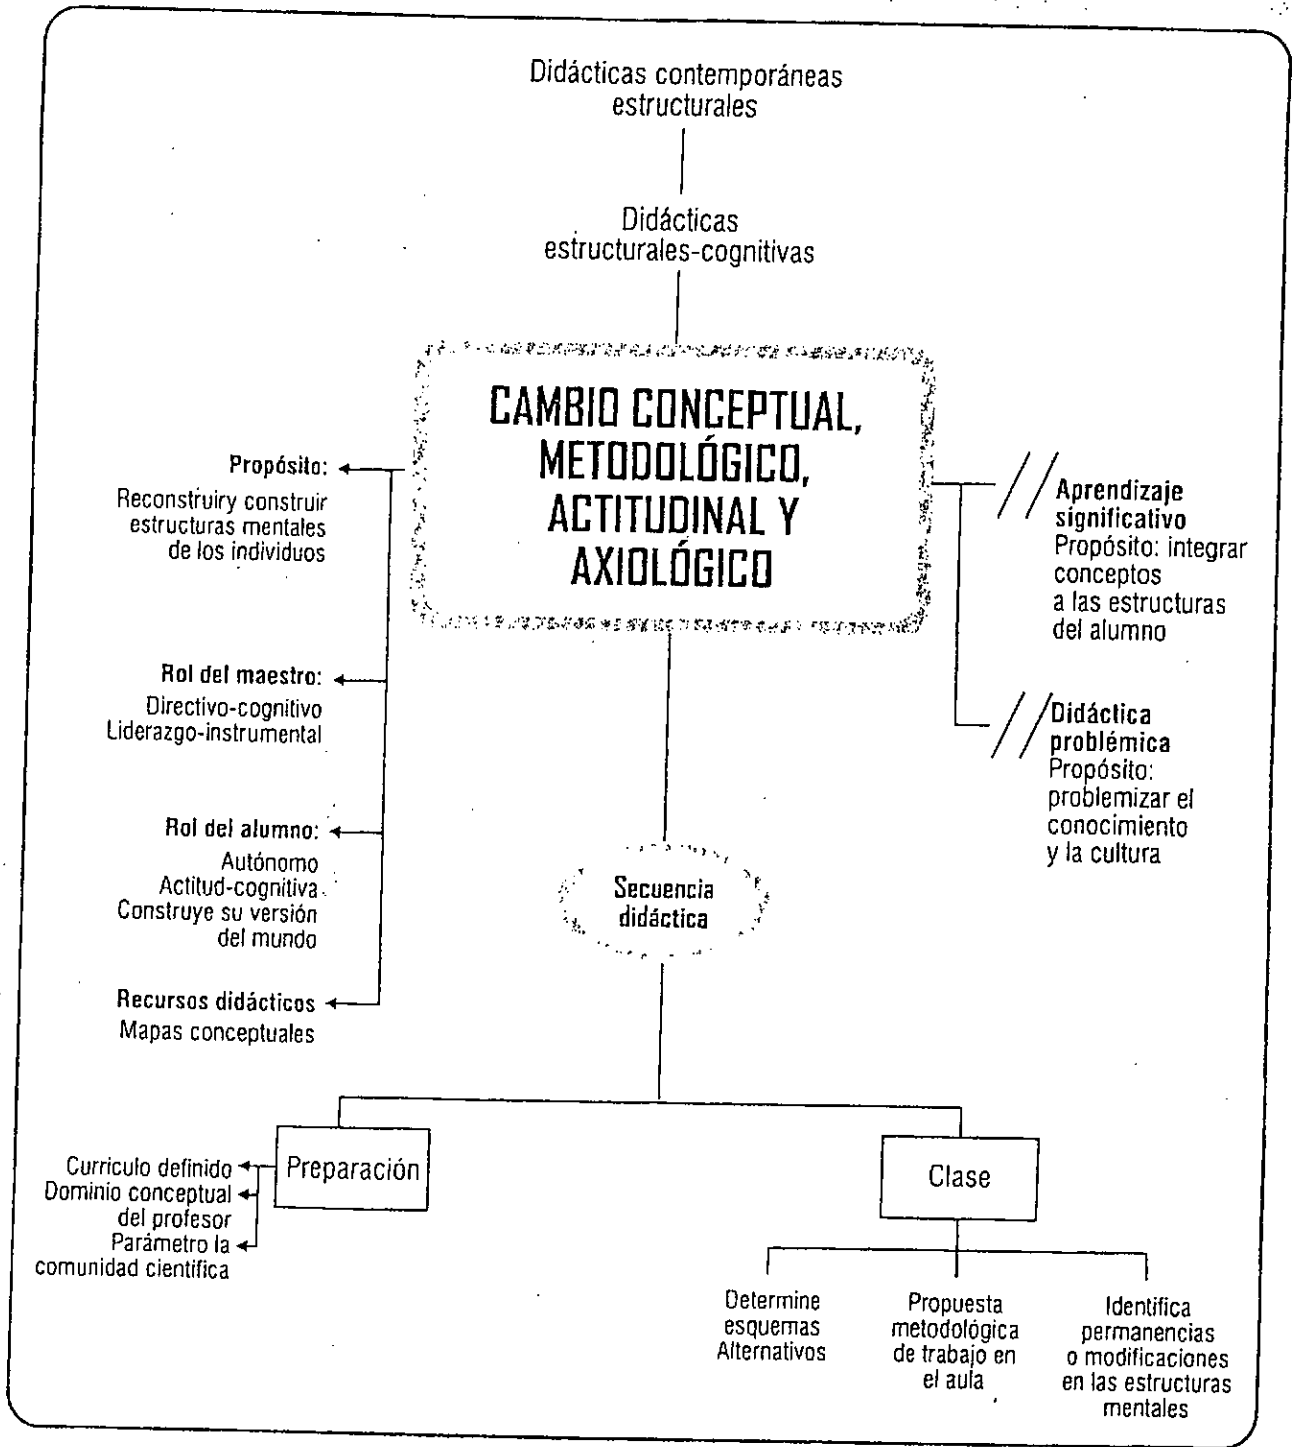 Didácticas contemporáneas
estructurales
Didácticas
estructurales-cognitivas
CAMBIO CONCEPTUAL,
METODOLÓGICO,
ACTITUDINAL Y
AXIOLÓGICO
Propósito:
Reconstruiry construir
estructuras mentales
de los individuos
Rol del maestro:
Directivo-cognitivo
Liderazgo-instrumental
Rol del alumno:
Autónomo
Actitud-cognitiva
Construye su versión
del mundo
Recursos didácticos
Mapas conceptuales
Aprendizaje
significativo
Propósito: integrar
conceptos
a las estructuras
del alumno
Didáctica
problémica
Propósito:
problemizar el
conocimiento
y la cultura
Secuencia
didáctica
Preparación
Curriculo definido
Dominio conceptual
del profesor
Parámetro la
comunidad cientifica
Clase
Determine
esquemas
Alternativos
Propuesta
metodológica
de trabajo en
el aula
Identifica
permanencias
o modificaciones
en las estructuras
mentales